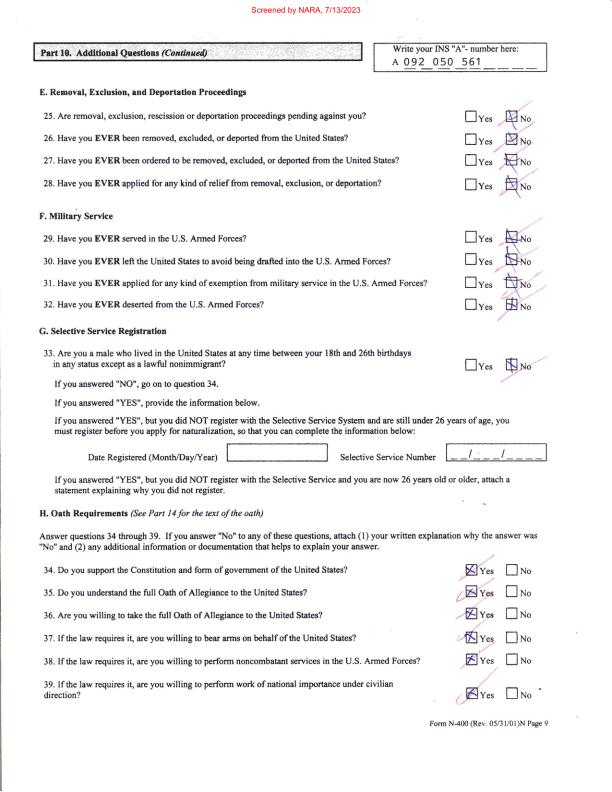 Screened by NARA, 7/13/2023
Part 10. Additional Questions (Continued)
Write your INS "A"- number here:
A 092 050 561
E. Removal, Exclusion, and Deportation Proceedings
25. Are removal, exclusion, rescission or deportation proceedings pending against you? Yes No
26. Have you EVER been removed, excluded, or deported from the United States? Yes No
27. Have you EVER been ordered to be removed, excluded, or deported from the United States? Yes No
28. Have you EVER applied for any kind of relief from removal, exclusion, or deportation? Yes No
F. Military Service
29. Have you EVER served in the U.S. Armed Forces? Yes No
30. Have you EVER left the United States to avoid being drafted into the U.S. Armed Forces? Yes No
31. Have you EVER applied for any kind of exemption from military service in the U.S. Armed Forces? Yes No
32. Have you EVER deserted from the U.S. Armed Forces? Yes No
G. Selective Service Registration
33. Are you a male who lived in the United States at any time between your 18th and 26th birthdays
in any status except as a lawful nonimmigrant? Yes No
If you answered "NO", go on to question 34.
If you answered "YES", provide the information below.
If you answered "YES", but you did NOT register with the Selective Service System and are still under 26 years of age, you
must register before you apply for naturalization, so that you can complete the information below:
Date Registered (Month/Day/Year) Selective Service Number __/__ __/__ __ __
If you answered "YES", but you did NOT register with the Selective Service and you are now 26 years old or older, attach a
statement explaining why you did not register.
H. Oath Requirements (See Part 14 for the text of the oath)
Answer questions 34 through 39. If you answer "No" to any of these questions, attach (1) your written explanation why the answer was
"No" and (2) any additional information or documentation that helps to explain your answer.
34. Do you support the Constitution and form of government of the United States? Yes No
35. Do you understand the full Oath of Allegiance to the United States? Yes No
36. Are you willing to take the full Oath of Allegiance to the United States? Yes No
37. If the law requires it, are you willing to bear arms on behalf of the United States? Yes No
38. If the law requires it, are you willing to perform noncombatant services in the U.S. Armed Forces? Yes No
39. If the law requires it, are you willing to perform work of national importance under civilian
direction? Yes No
Form N-400 (Rev. 05/31/01)N Page 9